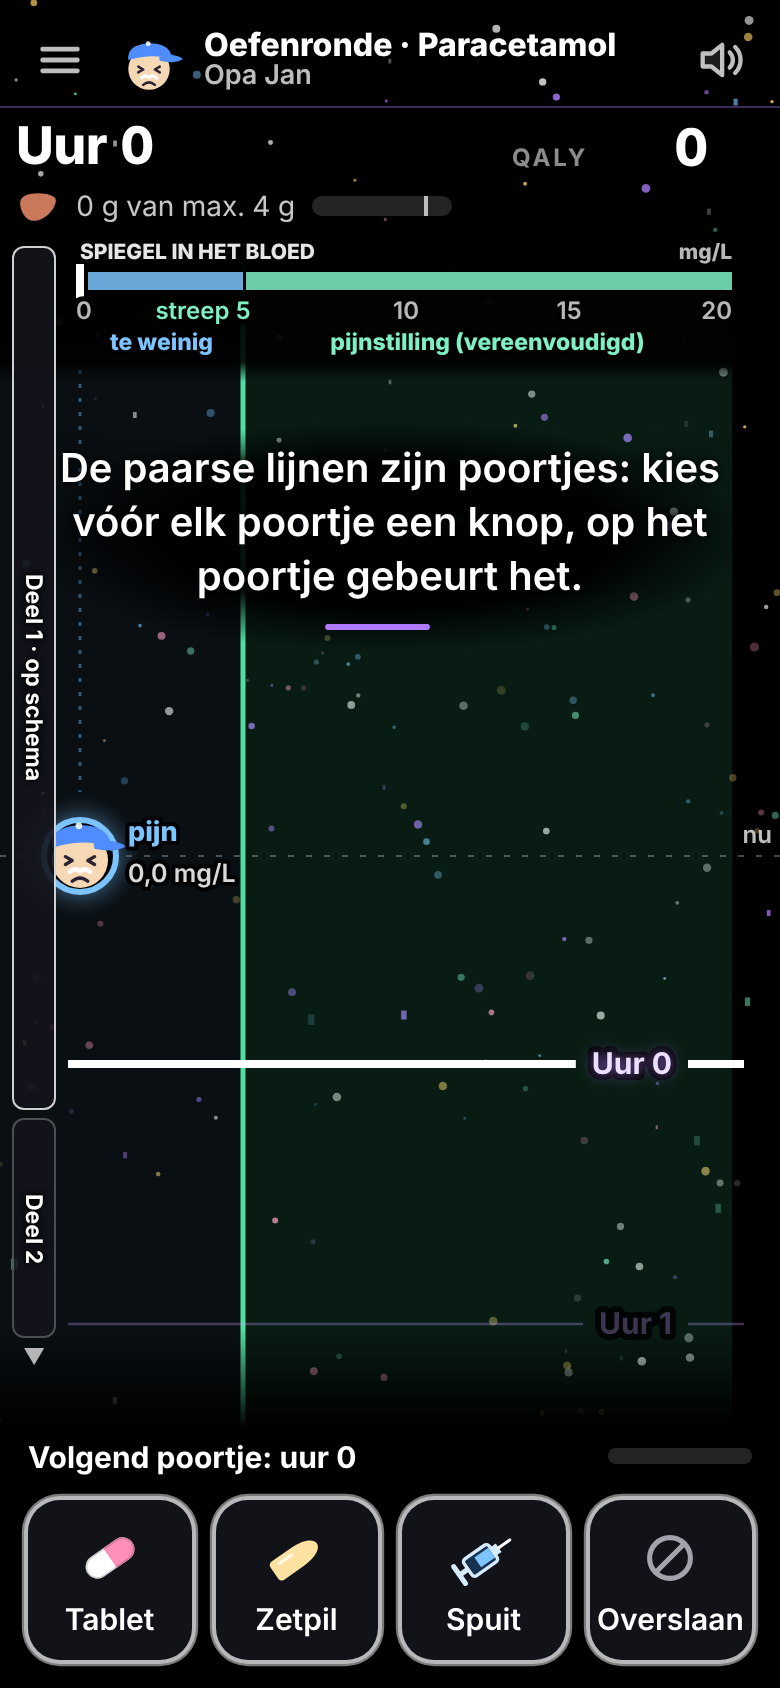 Oefenronde · Paracetamol
Opa Jan
Uur 0
QALY 0
0 g van max. 4 g
SPIEGEL IN HET BLOED mg/L
0 streep 5 10 15 20
te weinig pijnstilling (vereenvoudigd)
De paarse lijnen zijn poortjes: kies
vóór elk poortje een knop, op het
poortje gebeurt het.
Deel 1 · op schema
pijn
nu
0,0 mg/L
Uur 0
Deel 2
Uur 1
Volgend poortje: uur 0
Tablet Zetpil Spuit Overslaan